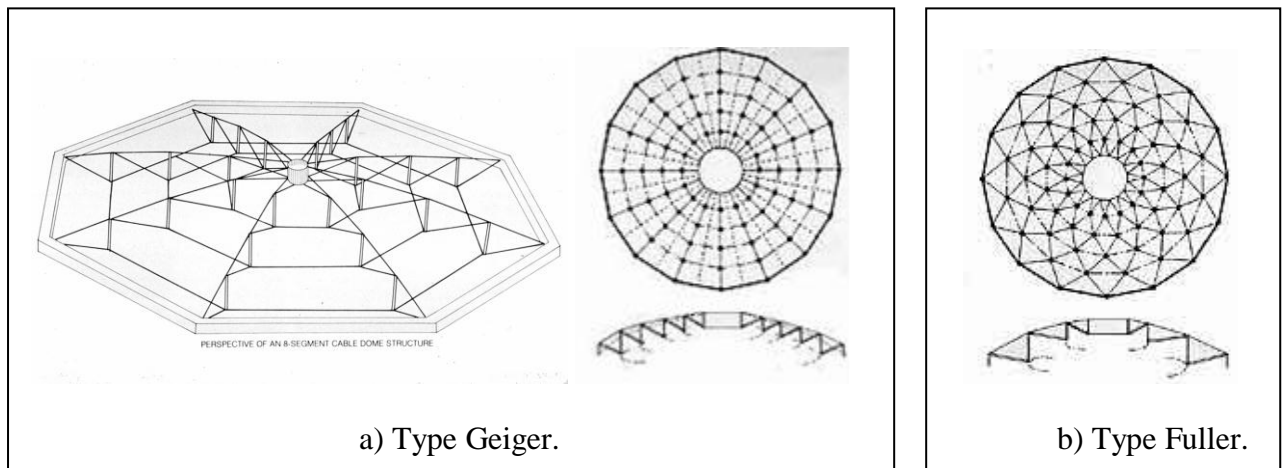 PERSPECTIVE OF AN 8-SEGMENT CABLE DOME STRUCTURE
a) Type Geiger.
b) Type Fuller.